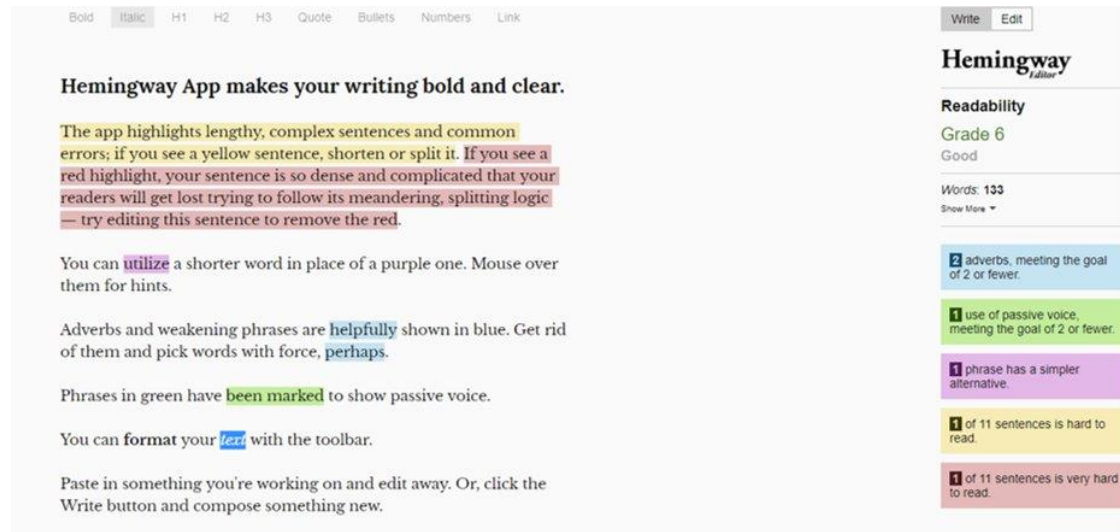 Bold Italic H1 H2 H3 Quote Bullets Numbers Link
Hemingway App makes your writing bold and clear.
The app highlights lengthy, complex sentences and common
errors; if you see a yellow sentence, shorten or split it. If you see a
red highlight, your sentence is so dense and complicated that your
readers will get lost trying to follow its meandering, splitting logic
— try editing this sentence to remove the red.
You can utilize a shorter word in place of a purple one. Mouse over
them for hints.
Adverbs and weakening phrases are helpfully shown in blue. Get rid
of them and pick words with force, perhaps.
Phrases in green have been marked to show passive voice.
You can format your text with the toolbar.
Paste in something you're working on and edit away. Or, click the
Write button and compose something new.
Write Edit
Hemingway
Editor
Readability
Grade 6
Good
Words: 133
Show More
2 adverbs, meeting the goal
of 2 or fewer.
1 use of passive voice,
meeting the goal of 2 or fewer.
1 phrase has a simpler
alternative.
1 of 11 sentences is hard to
read.
1 of 11 sentences is very hard
to read.